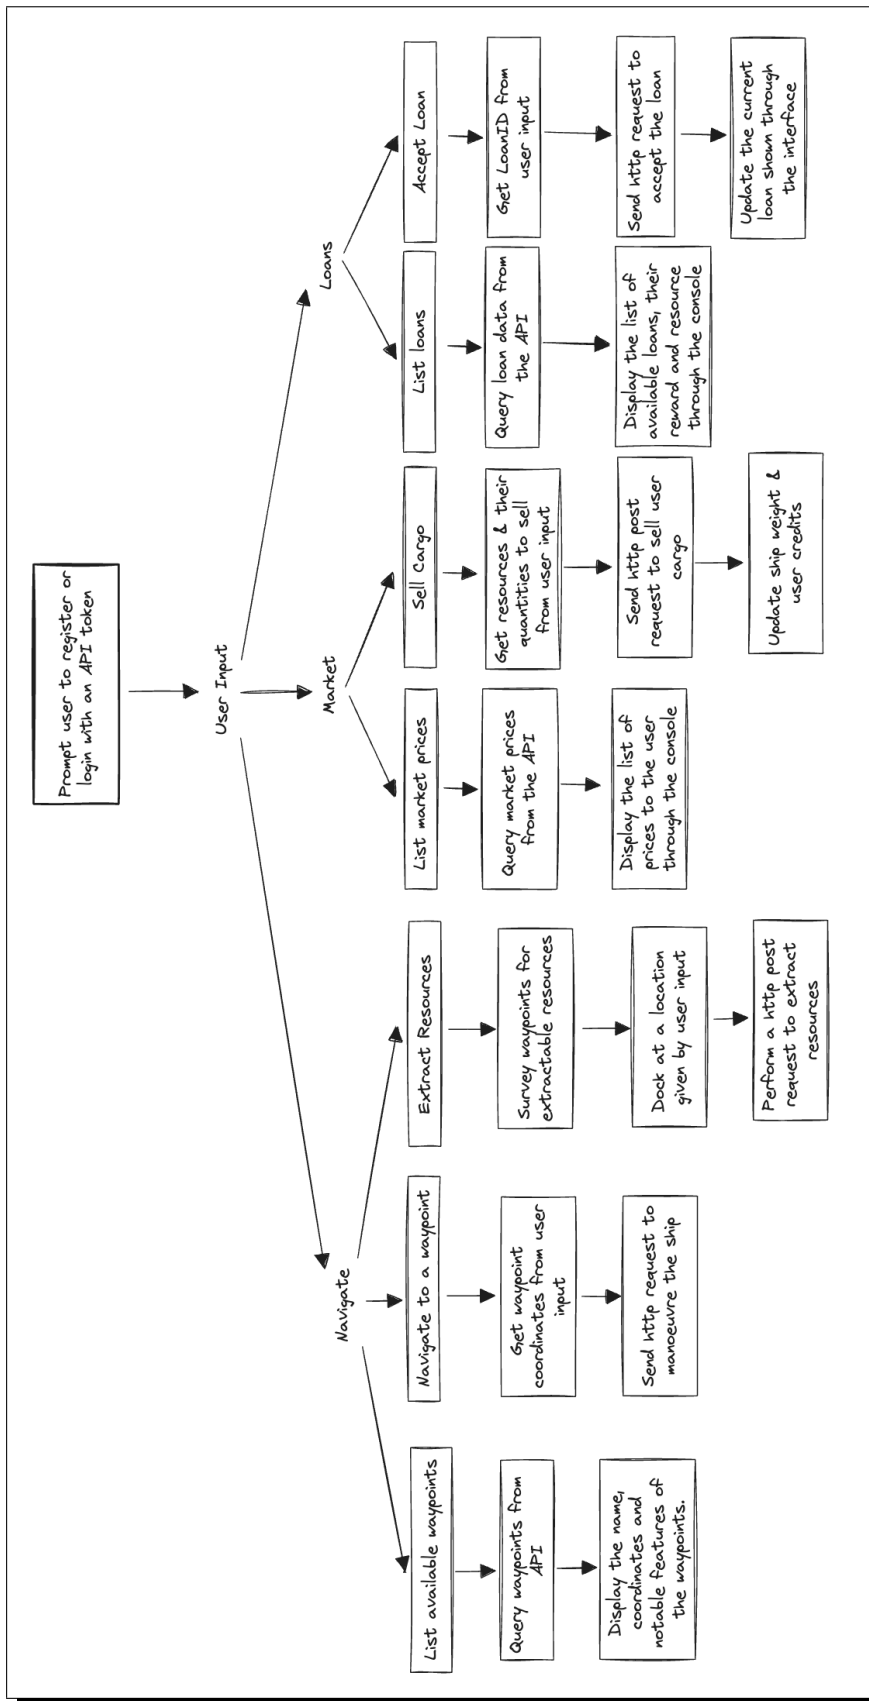 Prompt user to register or
login with an API token
User Input
Navigate
Market
Loans
List available waypoints
Navigate to a waypoint
Extract Resources
List market prices
Sell Cargo
List loans
Accept Loan
Query waypoints from
API
Get waypoint
coordinates from user
input
Survey waypoints for
extractable resources
Query market prices
from the API
Get resources & their
quantities to sell
from user input
Query loan data from
the API
Get LoanID from
user input
Display the name,
coordinates and
notable features of
the waypoints.
Send http request to
manoeuvre the ship
Dock at a location
given by user input
Display the list of
prices to the user
through the console
Send http post
request to sell user
cargo
Display the list of
available loans, their
reward and resource
through the console
Send http request to
accept the loan
Perform a http post
request to extract
resources
Update ship weight &
user credits
Update the current
loan shown through
the interface